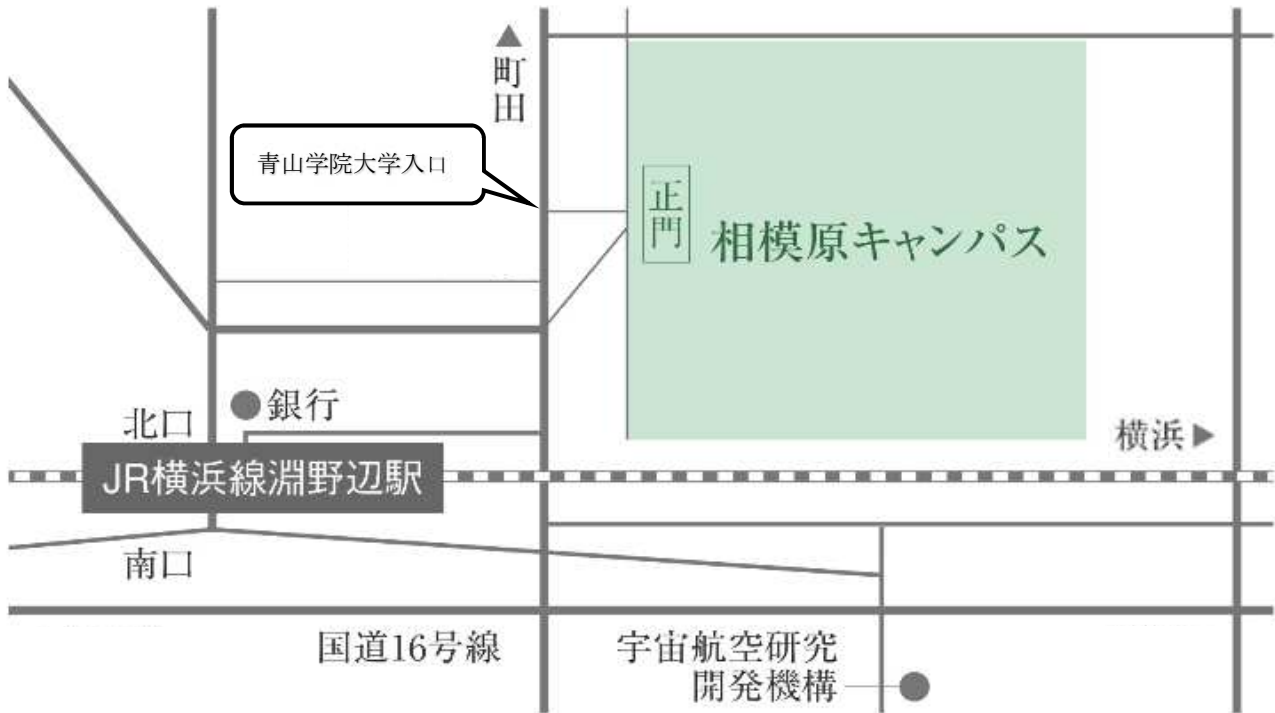 ▲町田
青山学院大学入口
正門
相模原キャンパス
●銀行
北口
横浜▶
JR横浜線淵野辺駅
南口
国道16号線
宇宙航空研究
開発機構